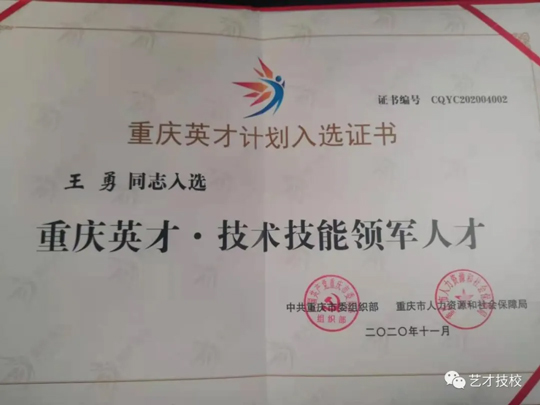 证书编号 CQYC202004002
重庆英才计划入选证书
王 勇 同志入选
重庆英才·技术技能领军人才
中共重庆市委组织部 重庆市人力资源和社会保障局
二〇二〇年十一月
艺才技校